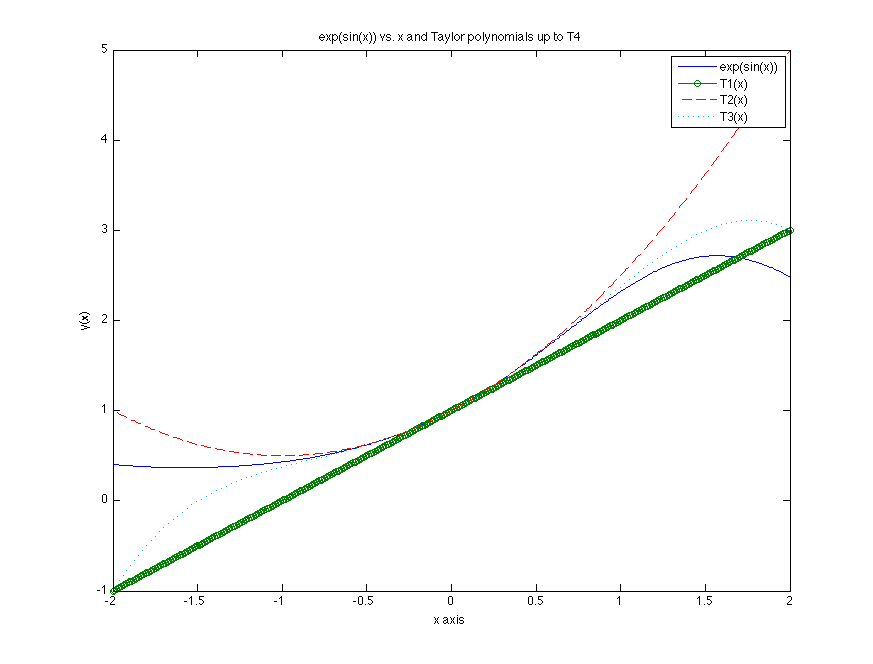 exp(sin(x)) vs. x and Taylor polynomials up to T4
5
4
3
2
1
0
-1
y(x)
exp(sin(x))
T1(x)
T2(x)
T3(x)
-2
-1.5
-1
-0.5
0
0.5
1
1.5
2
x axis